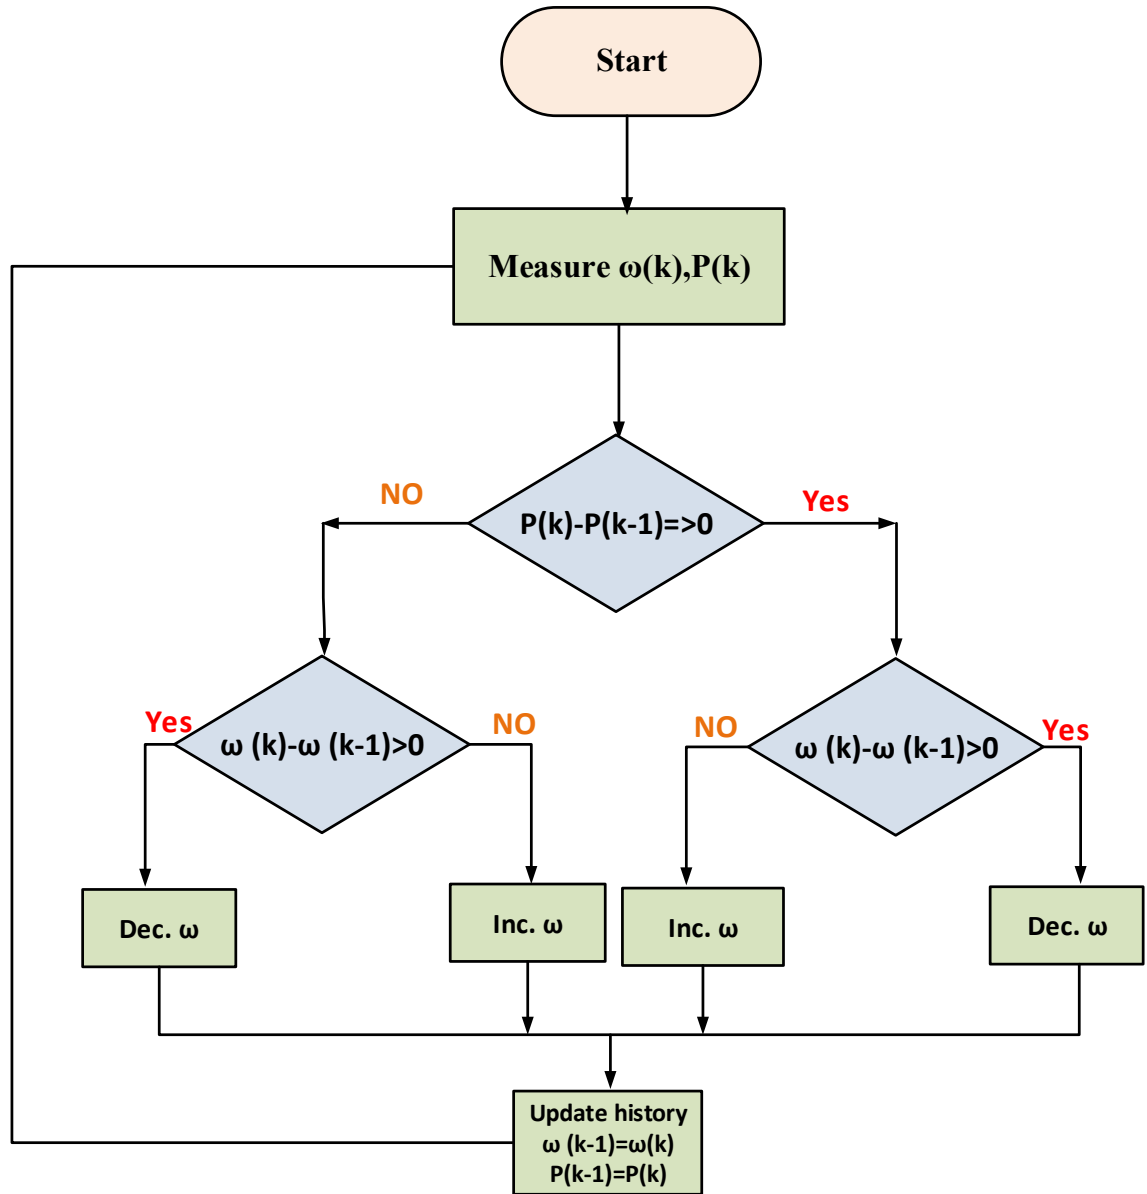 Start
Measure ω(k),P(k)
NO
Yes
P(k)-P(k-1)=>0
Yes
NO
NO
Yes
ω (k)-ω (k-1)>0
ω (k)-ω (k-1)>0
Dec. ω
Inc. ω
Inc. ω
Dec. ω
Update history
ω (k-1)=ω(k)
P(k-1)=P(k)